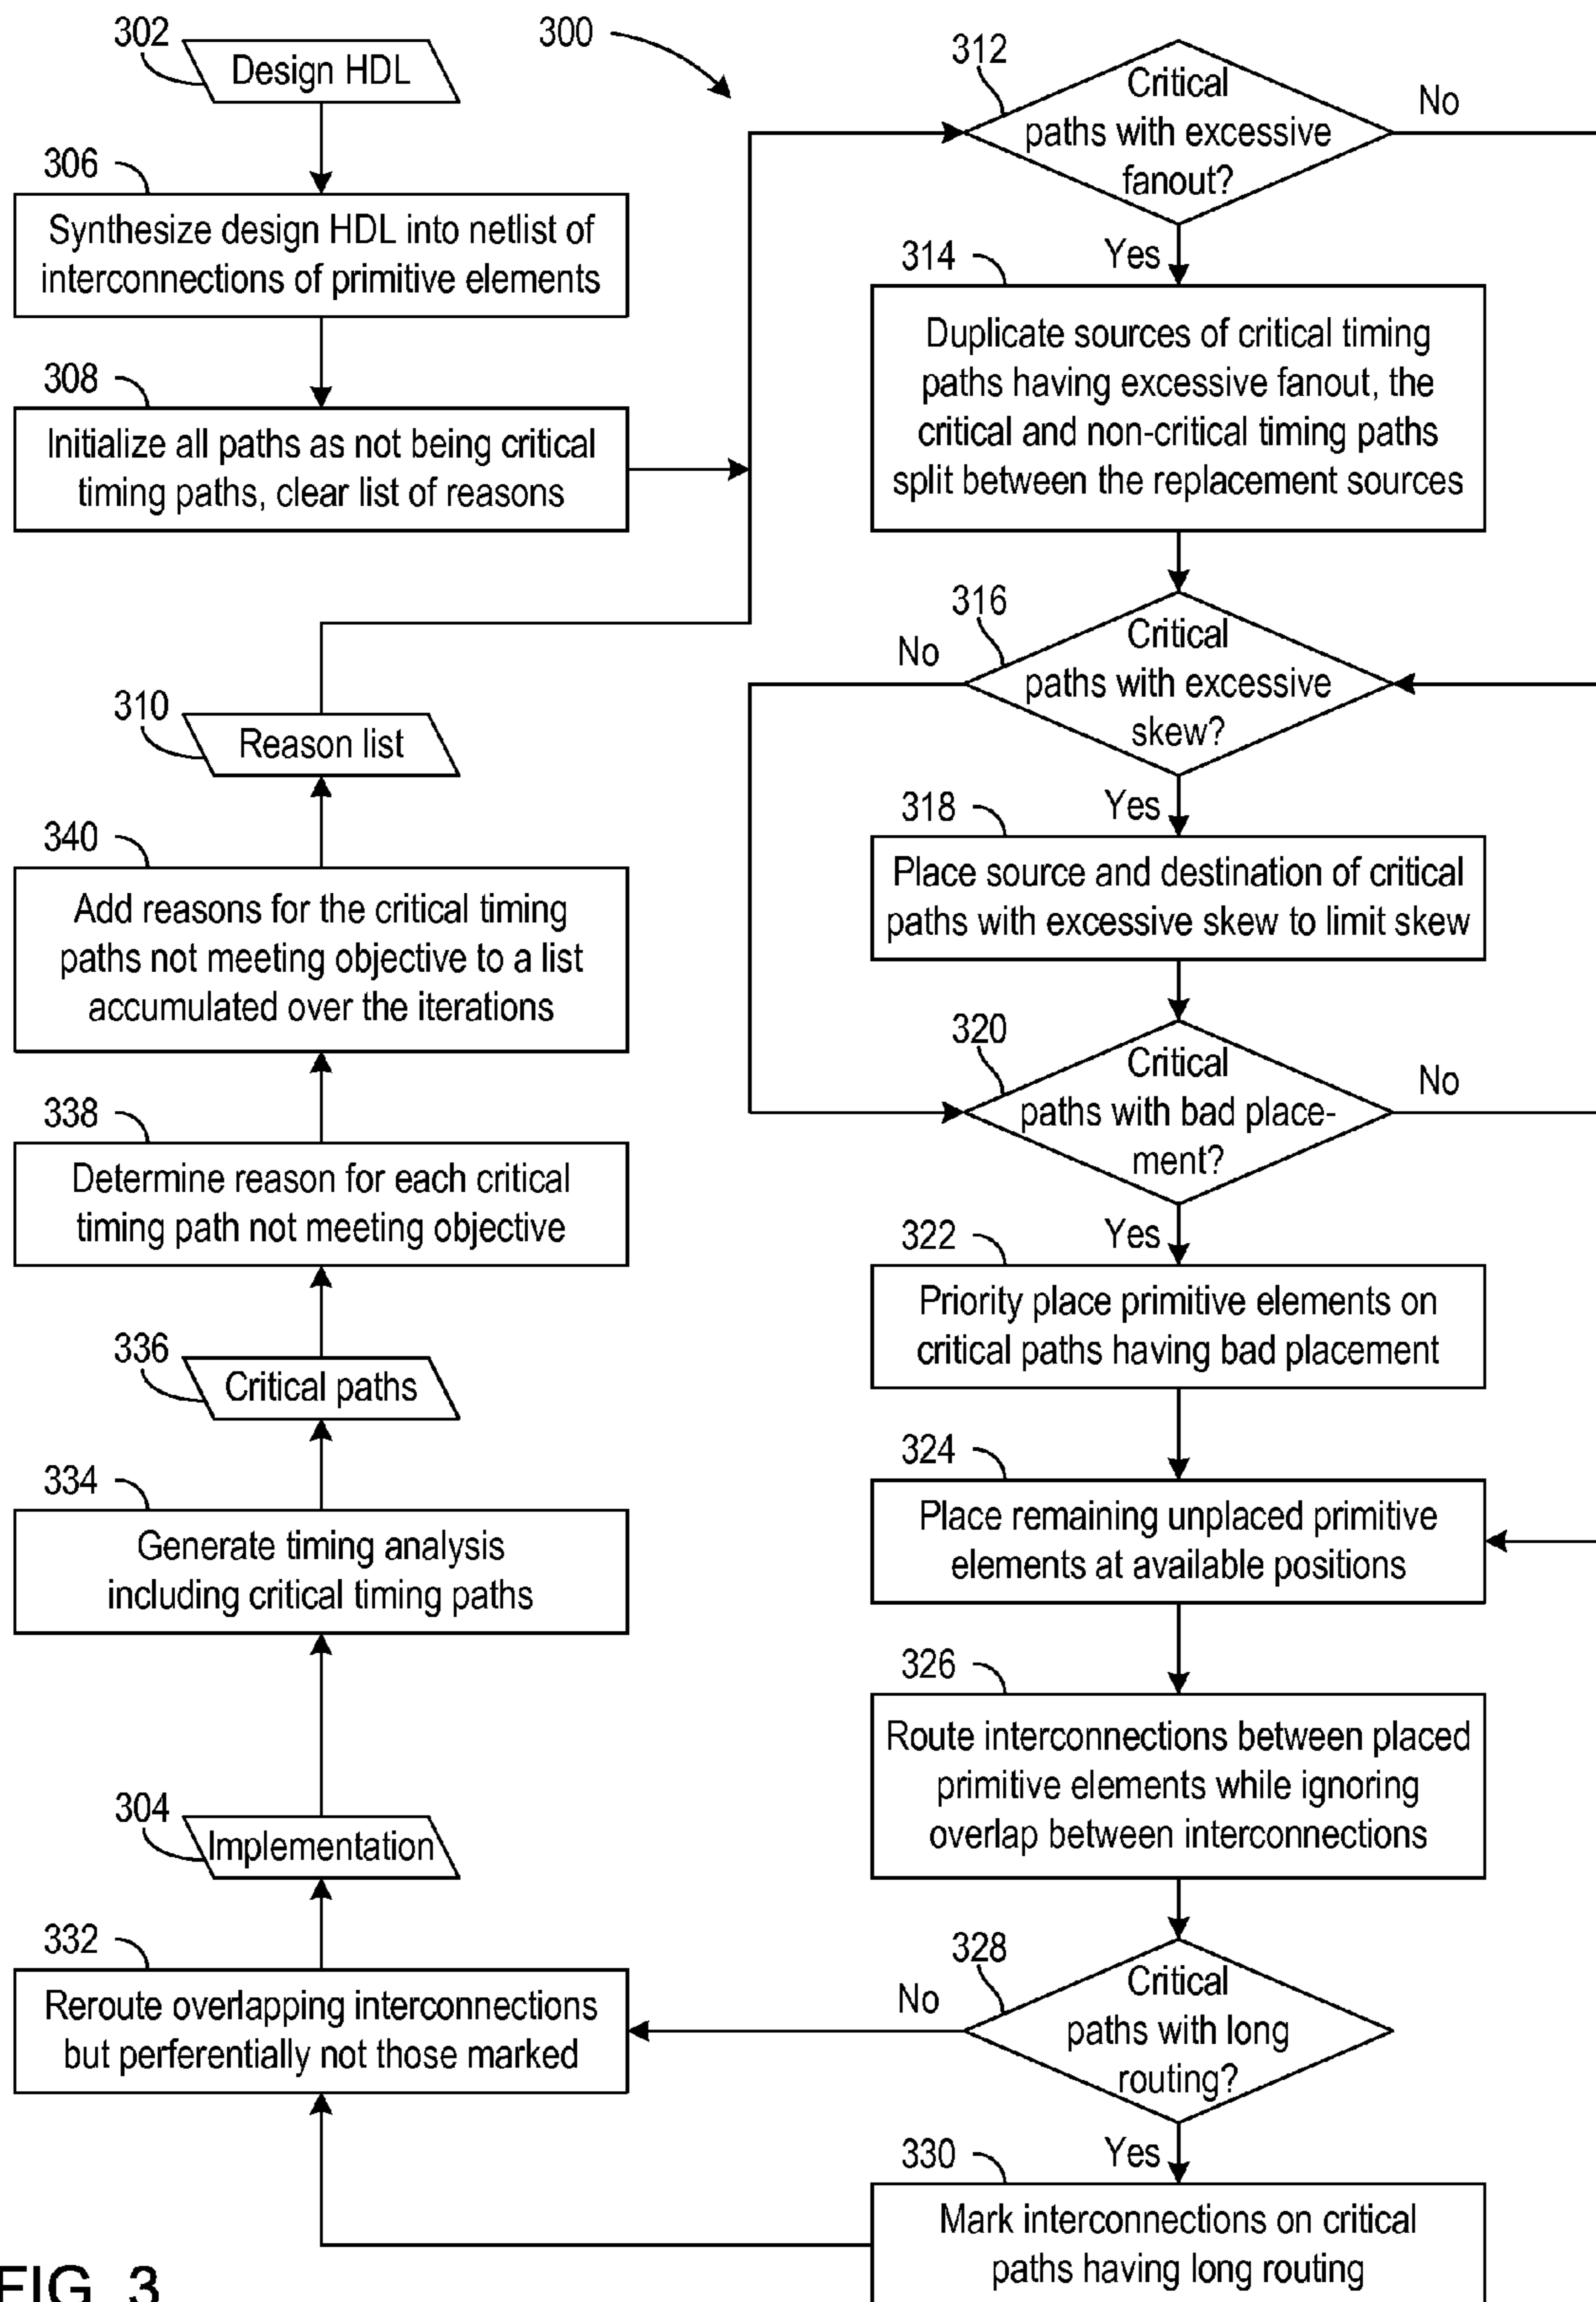 302
Design HDL
300
306
Synthesize design HDL into netlist of
interconnections of primitive elements
308
Initialize all paths as not being critical
timing paths, clear list of reasons
310
Reason list
340
Add reasons for the critical timing
paths not meeting objective to a list
accumulated over the iterations
338
Determine reason for each critical
timing path not meeting objective
336
Critical paths
334
Generate timing analysis
including critical timing paths
304
Implementation
332
Reroute overlapping interconnections
but perferentially not those marked
312
Critical
paths with excessive
fanout?
No
Yes
314
Duplicate sources of critical timing
paths having excessive fanout, the
critical and non-critical timing paths
split between the replacement sources
316
Critical
paths with excessive
skew?
No
Yes
318
Place source and destination of critical
paths with excessive skew to limit skew
320
Critical
paths with bad place-
ment?
No
Yes
322
Priority place primitive elements on
critical paths having bad placement
324
Place remaining unplaced primitive
elements at available positions
326
Route interconnections between placed
primitive elements while ignoring
overlap between interconnections
328
Critical
paths with long
routing?
No
Yes
330
Mark interconnections on critical
paths having long routing
FIG. 3